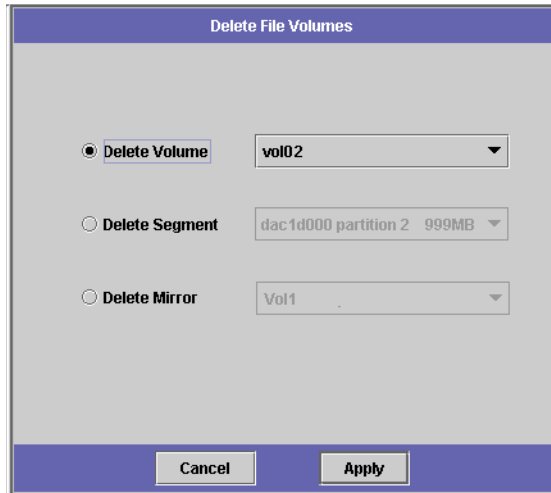 Delete File Volumes
Delete Volume vol02
Delete Segment dac1d000 partition 2 999MB
Delete Mirror Vol1
Cancel Apply